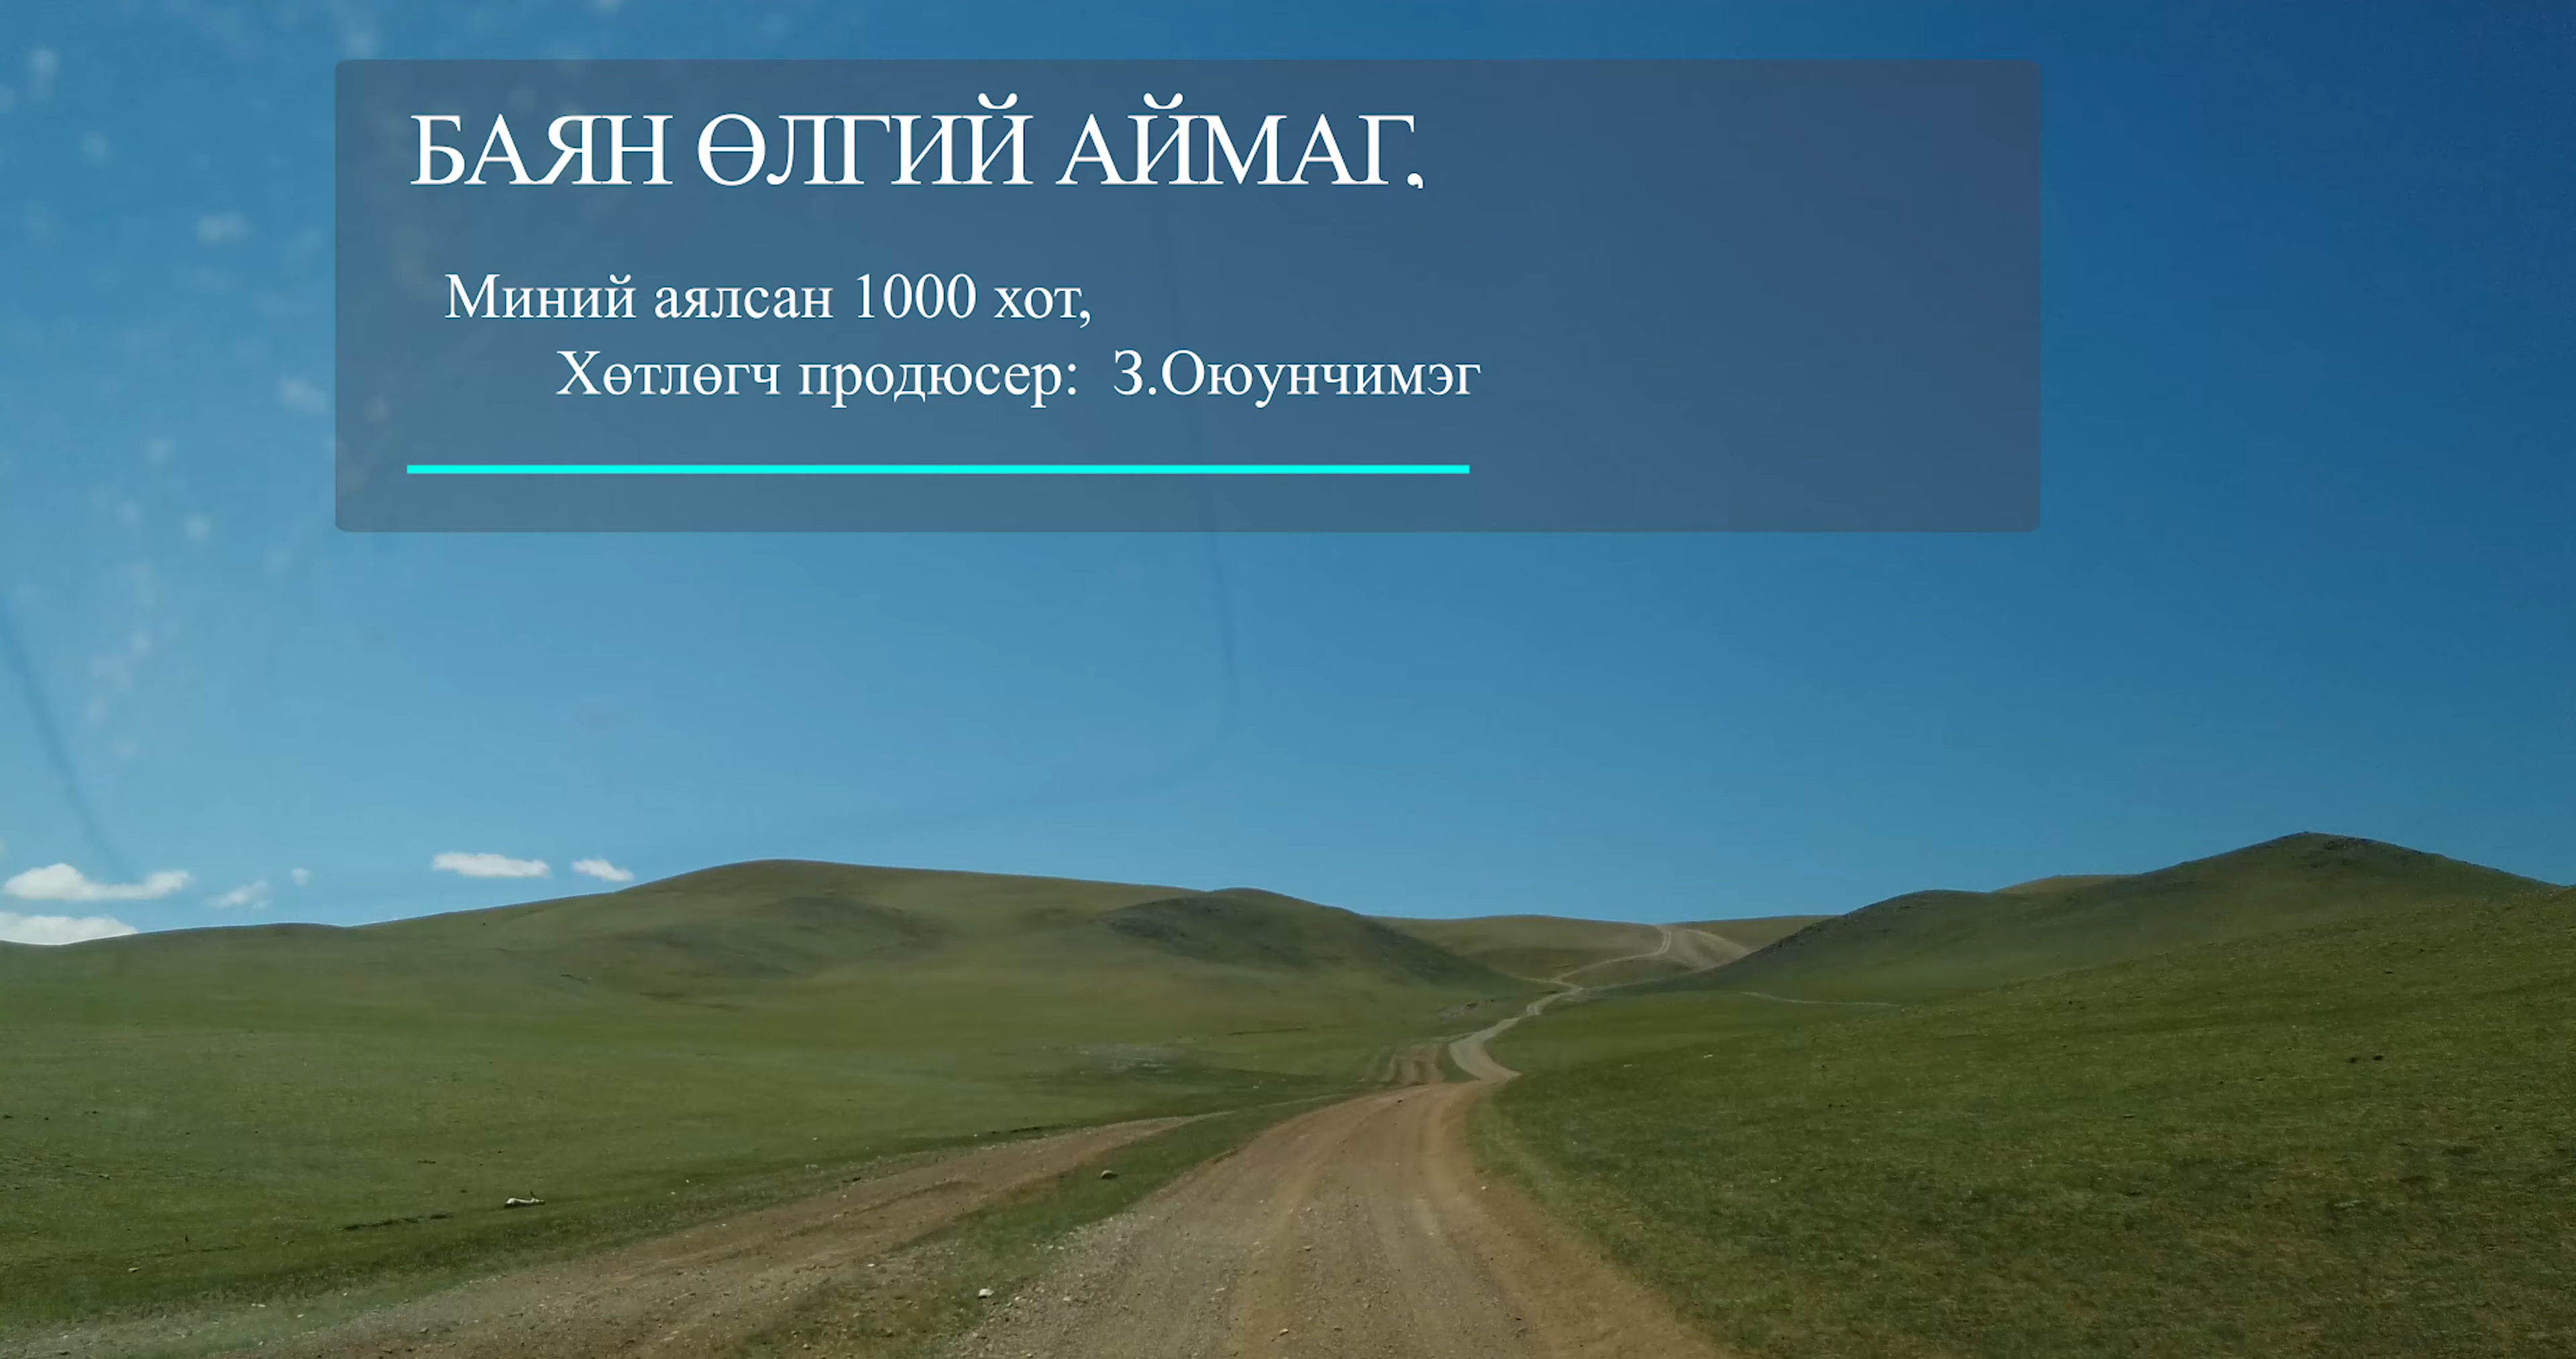 БАЯН ӨЛГИЙ АЙМАГ,
Миний аялсан 1000 хот,
Хөтлөгч продюсер: З.Оюунчимэг